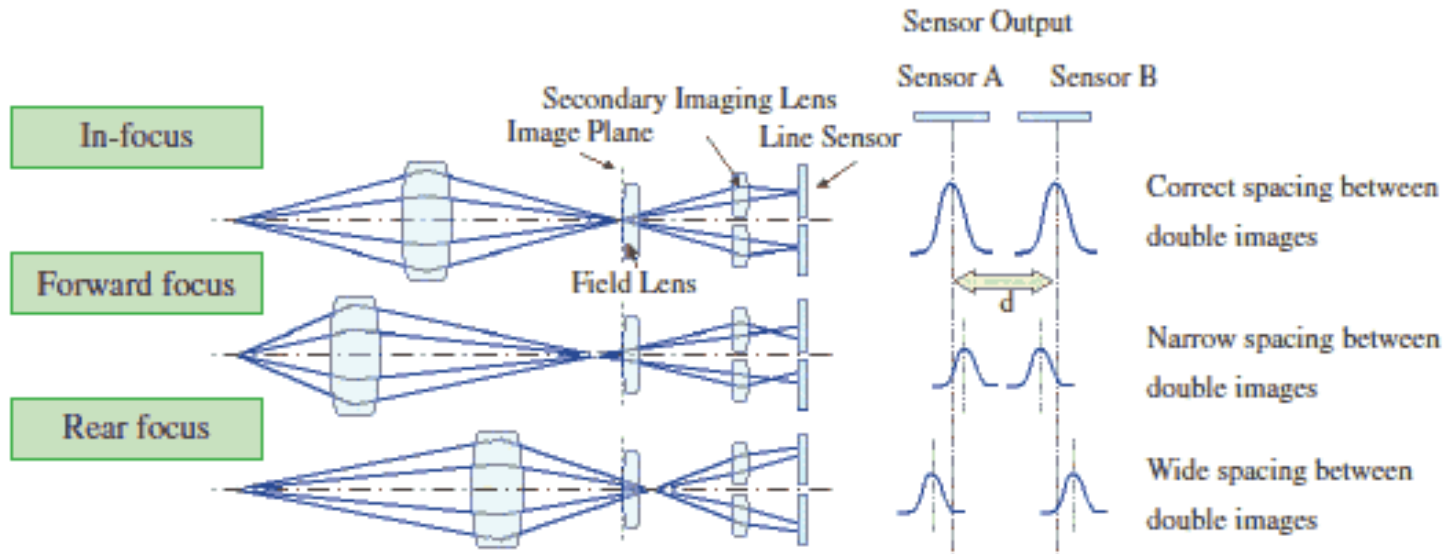 Sensor Output
Sensor A
Sensor B
Secondary Imaging Lens
Image Plane
Line Sensor
In-focus
Correct spacing between
double images
Field Lens
Forward focus
d
Narrow spacing between
double images
Rear focus
Wide spacing between
double images